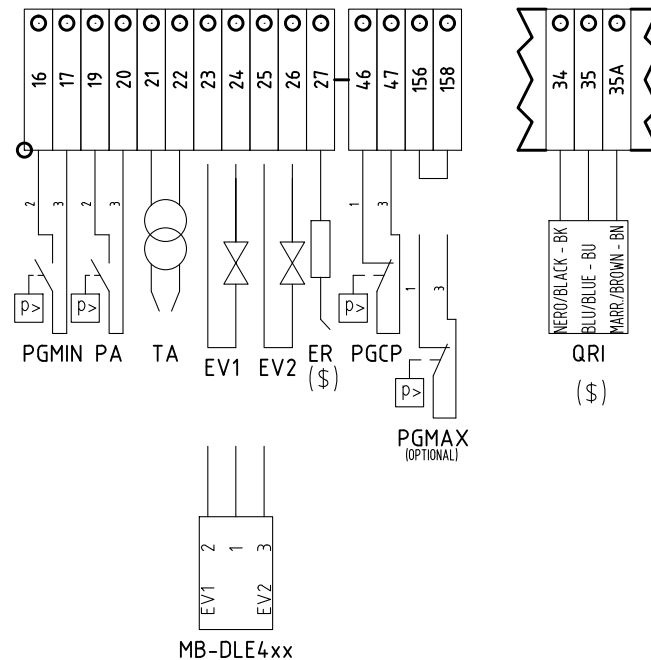 16 17 19 20 21 22 23 24 25 26 27 46 47 156 158 34 35 35A
2 3 2 3 1 3
1 3
NERO/BLACK - BK
BLU/BLUE - BU
MARR./BROWN - BN
p> p> p>
PGMIN PA TA EV1 EV2 ER PGCP QRI
($) ($)
p>
PGMAX
(OPTIONAL)
2 1 3
EV1 EV2
MB-DLE4xx